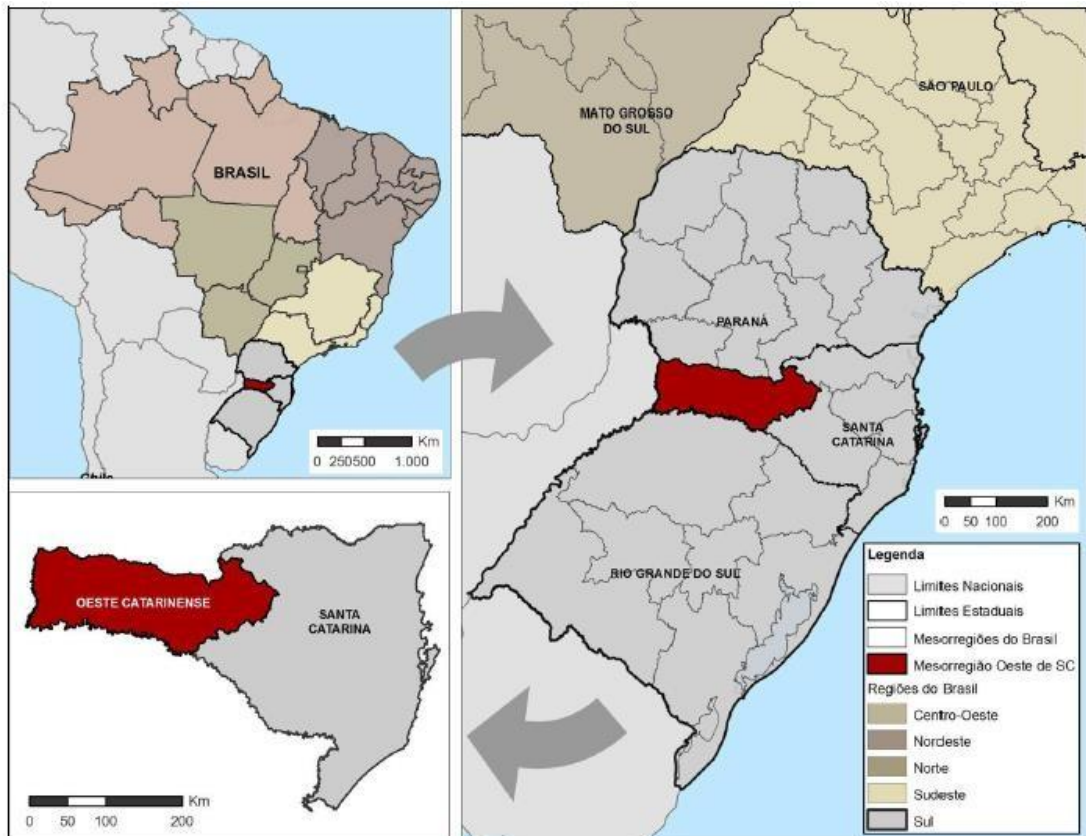 BRASIL
Km
0 250500 1.000
Chile
MATO GROSSO
DO SUL
SÃO PAULO
PARANÁ
SANTA
CATARINA
RIO GRANDE DO SUL
Km
0 50 100 200
OESTE CATARINENSE
SANTA
CATARINA
Km
0 50 100 200
Legenda
Limites Nacionais
Limites Estaduais
Mesorregiões do Brasil
Mesorregião Oeste de SC
Regiões do Brasil
Centro-Oeste
Nordeste
Norte
Sudeste
Sul